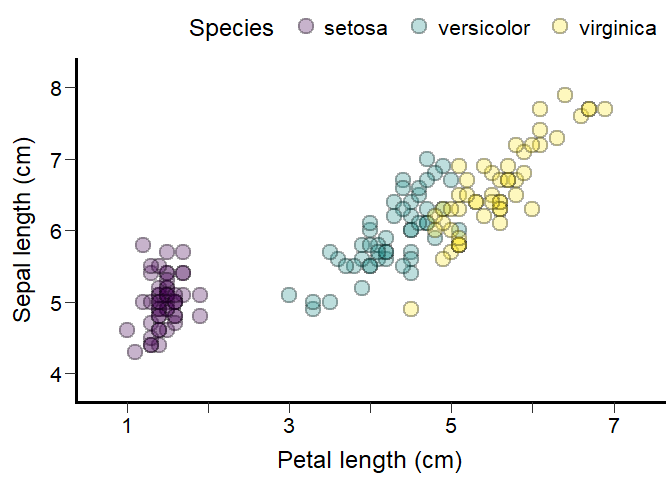 Species setosa versicolor virginica
Sepal length (cm)
8
7
6
5
4
1 3 5 7
Petal length (cm)